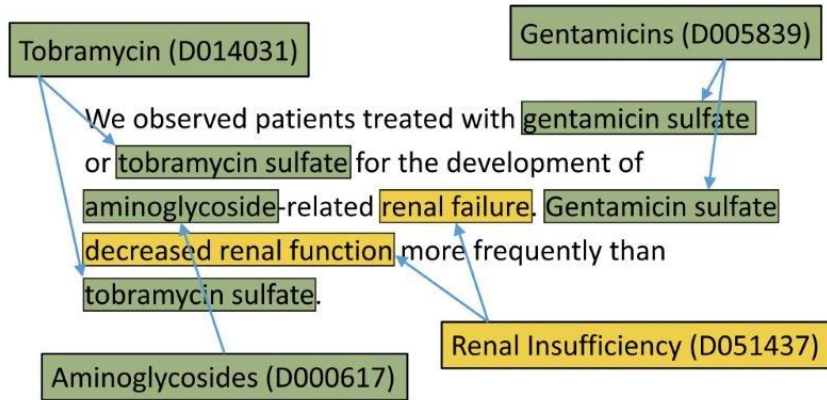 Tobramycin (D014031)
Gentamicins (D005839)
We observed patients treated with gentamicin sulfate
or tobramycin sulfate for the development of
aminoglycoside-related renal failure. Gentamicin sulfate
decreased renal function more frequently than
tobramycin sulfate.
Renal Insufficiency (D051437)
Aminoglycosides (D000617)